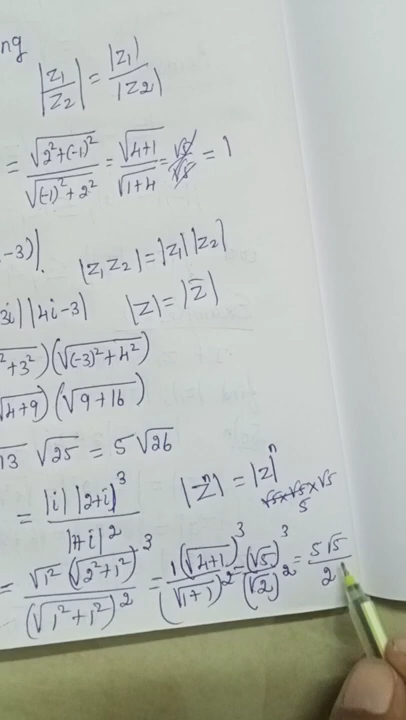 ng
|z₁/z₂| = |z₁|/|z₂|
= √(2²+(-1)²)/√((-1)²+2²) = √(4+1)/√(1+4) = √5/√5 = 1
-3)|. |z₁z₂| = |z₁||z₂|
3i||4i-3| |z| = |z̄|
²+3²)(√((-3)²+4²)
√(4+9)(√(9+16)
13 √25 = 5√26
= |i||2+i|³/|1+i|² |zⁿ| = |z|ⁿ
√5×√5×√5
5
= √1²(√(2²+1²))³/(√(1²+1²))² = 1(√(4+1))³/(√(1+1))² = (√5)³/(√2)² = 5√5/2